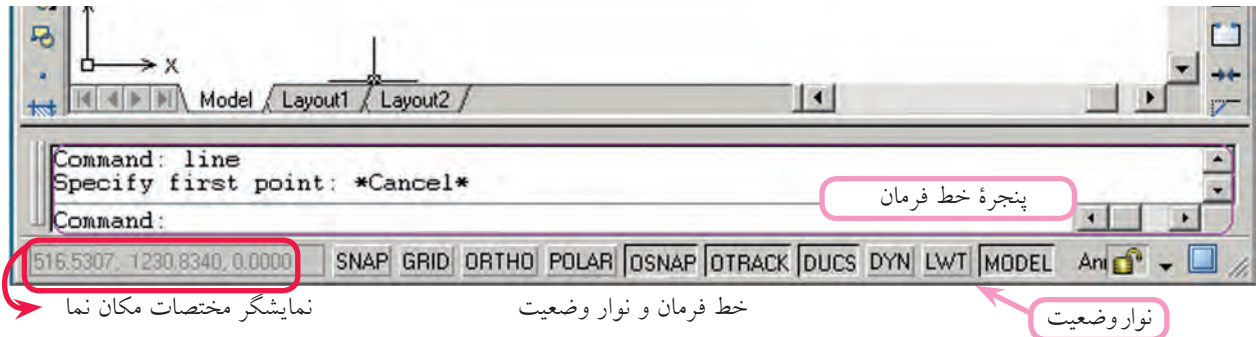 X
Model Layout1 Layout2
Command: line
Specify first point: *Cancel*
پنجرهٔ خط فرمان
Command:
516.5307, 1230.8340, 0.0000 SNAP GRID ORTHO POLAR OSNAP OTRACK DUCS DYN LWT MODEL
نمایشگر مختصات مکان نما
خط فرمان و نوار وضعیت
نوار وضعیت